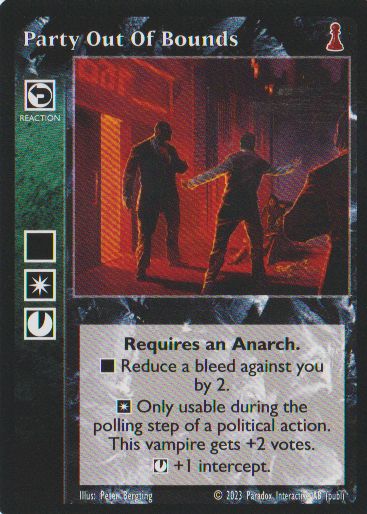 Party Out Of Bounds
REACTION
Requires an Anarch.
Reduce a bleed against you
by 2.
Only usable during the
polling step of a political action.
This vampire gets +2 votes.
+1 intercept.
Illus: Peter Bergting © 2023 Paradox Interactive AB (publ)